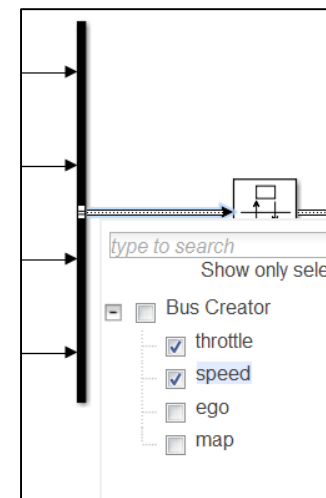 type to search
Show only sele
Bus Creator
throttle
speed
ego
map